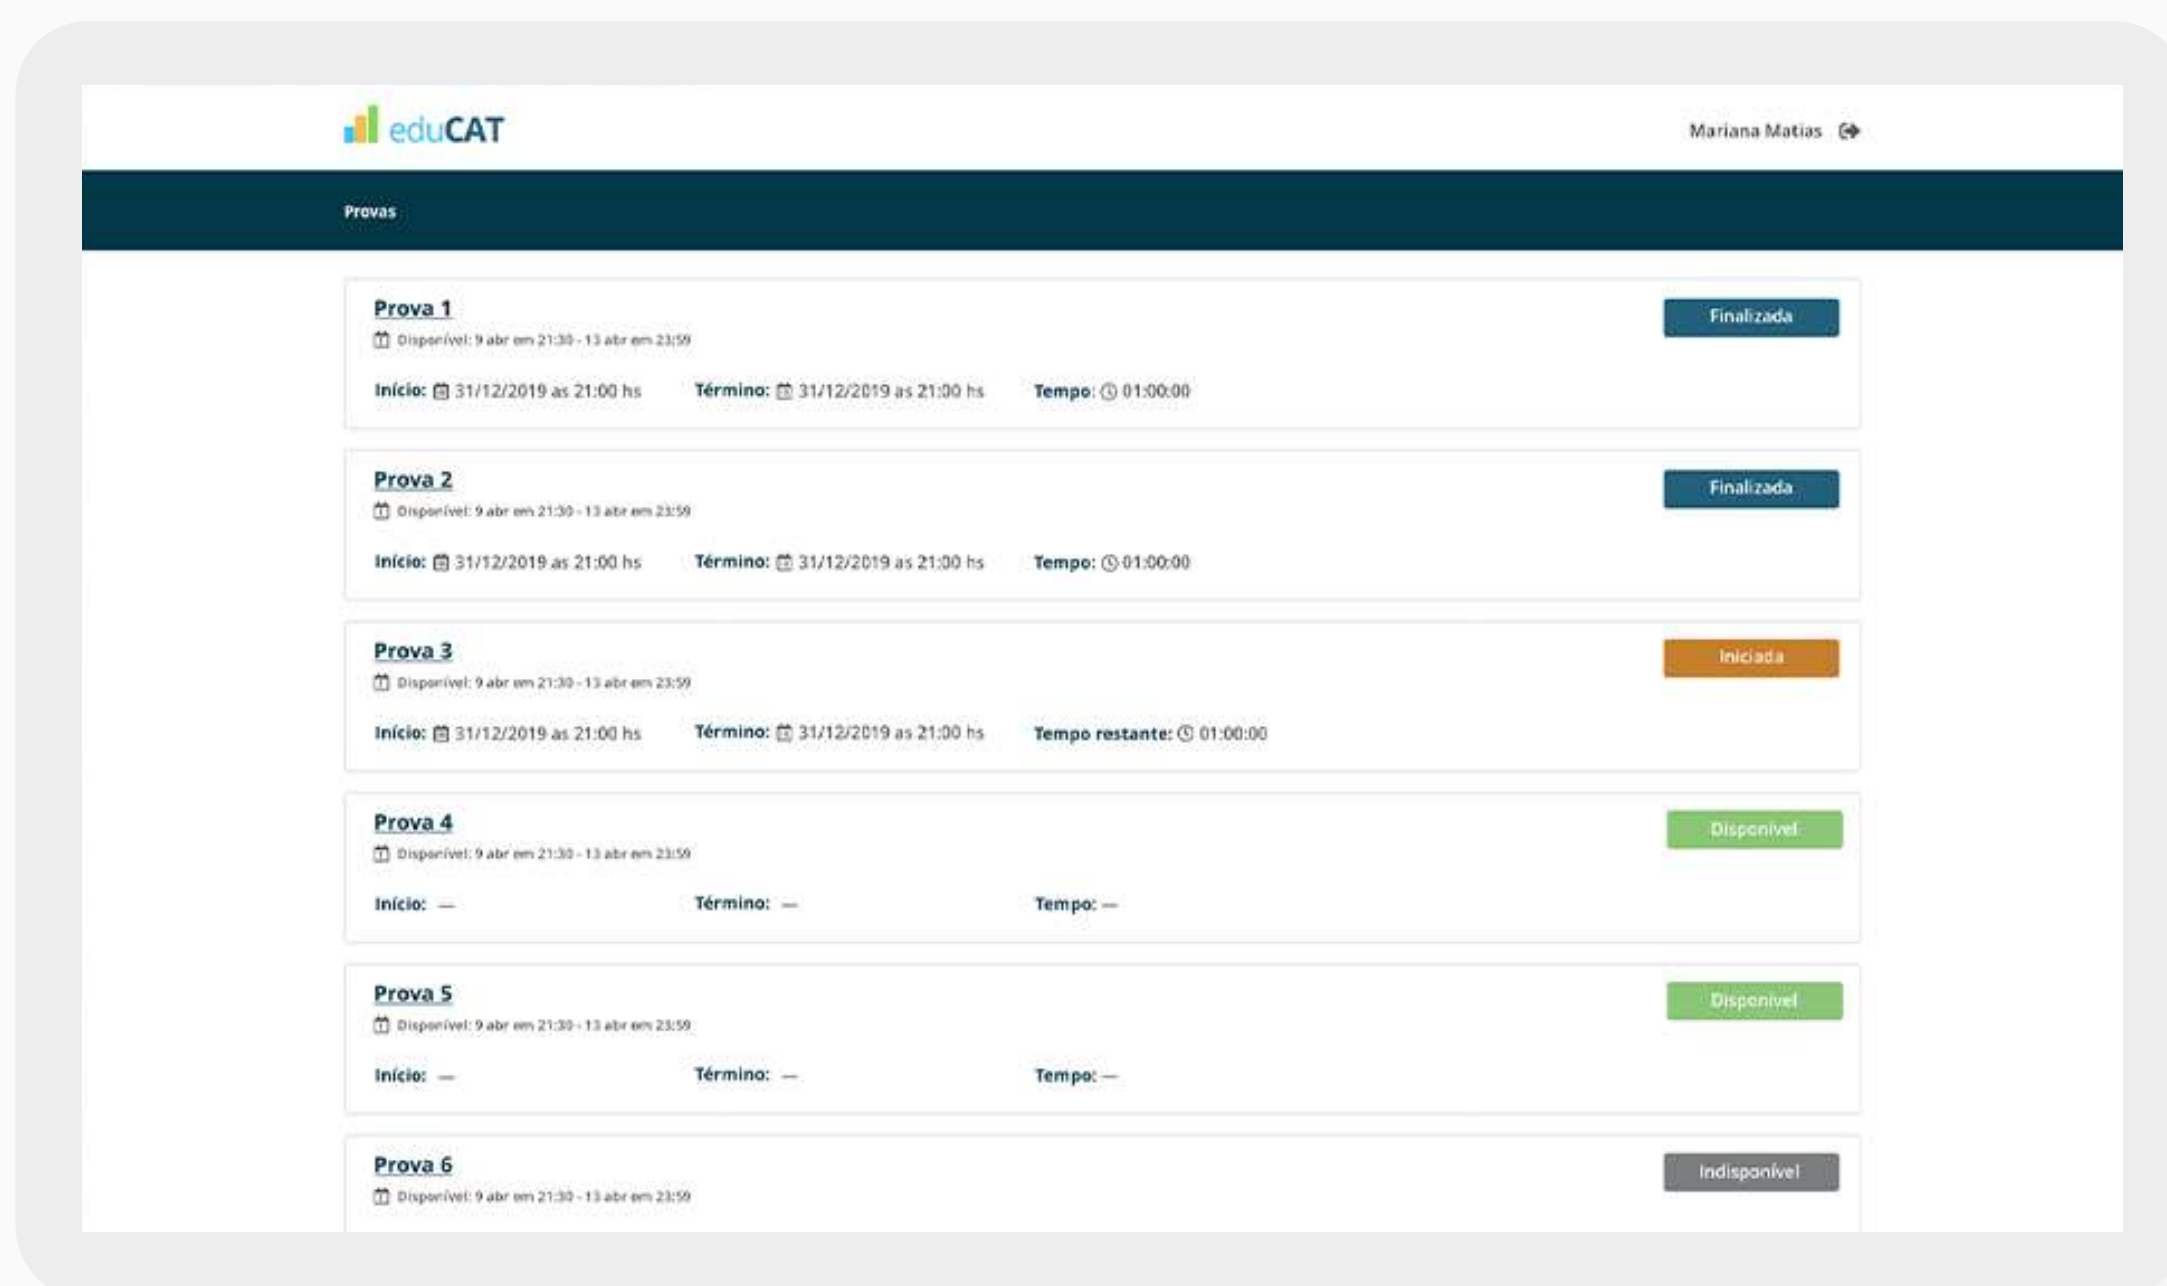 eduCAT
Mariana Matias
Provas
Prova 1
Finalizada
Disponível: 9 abr em 21:30 - 13 abr em 23:59
Início: 31/12/2019 as 21:00 hs Término: 31/12/2019 as 21:00 hs Tempo: 01:00:00
Prova 2
Finalizada
Disponível: 9 abr em 21:30 - 13 abr em 23:59
Início: 31/12/2019 as 21:00 hs Término: 31/12/2019 as 21:00 hs Tempo: 01:00:00
Prova 3
Iniciada
Disponível: 9 abr em 21:30 - 13 abr em 23:59
Início: 31/12/2019 as 21:00 hs Término: 31/12/2019 as 21:00 hs Tempo restante: 01:00:00
Prova 4
Disponível
Disponível: 9 abr em 21:30 - 13 abr em 23:59
Início: — Término: — Tempo: —
Prova 5
Disponível
Disponível: 9 abr em 21:30 - 13 abr em 23:59
Início: — Término: — Tempo: —
Prova 6
Indisponível
Disponível: 9 abr em 21:30 - 13 abr em 23:59